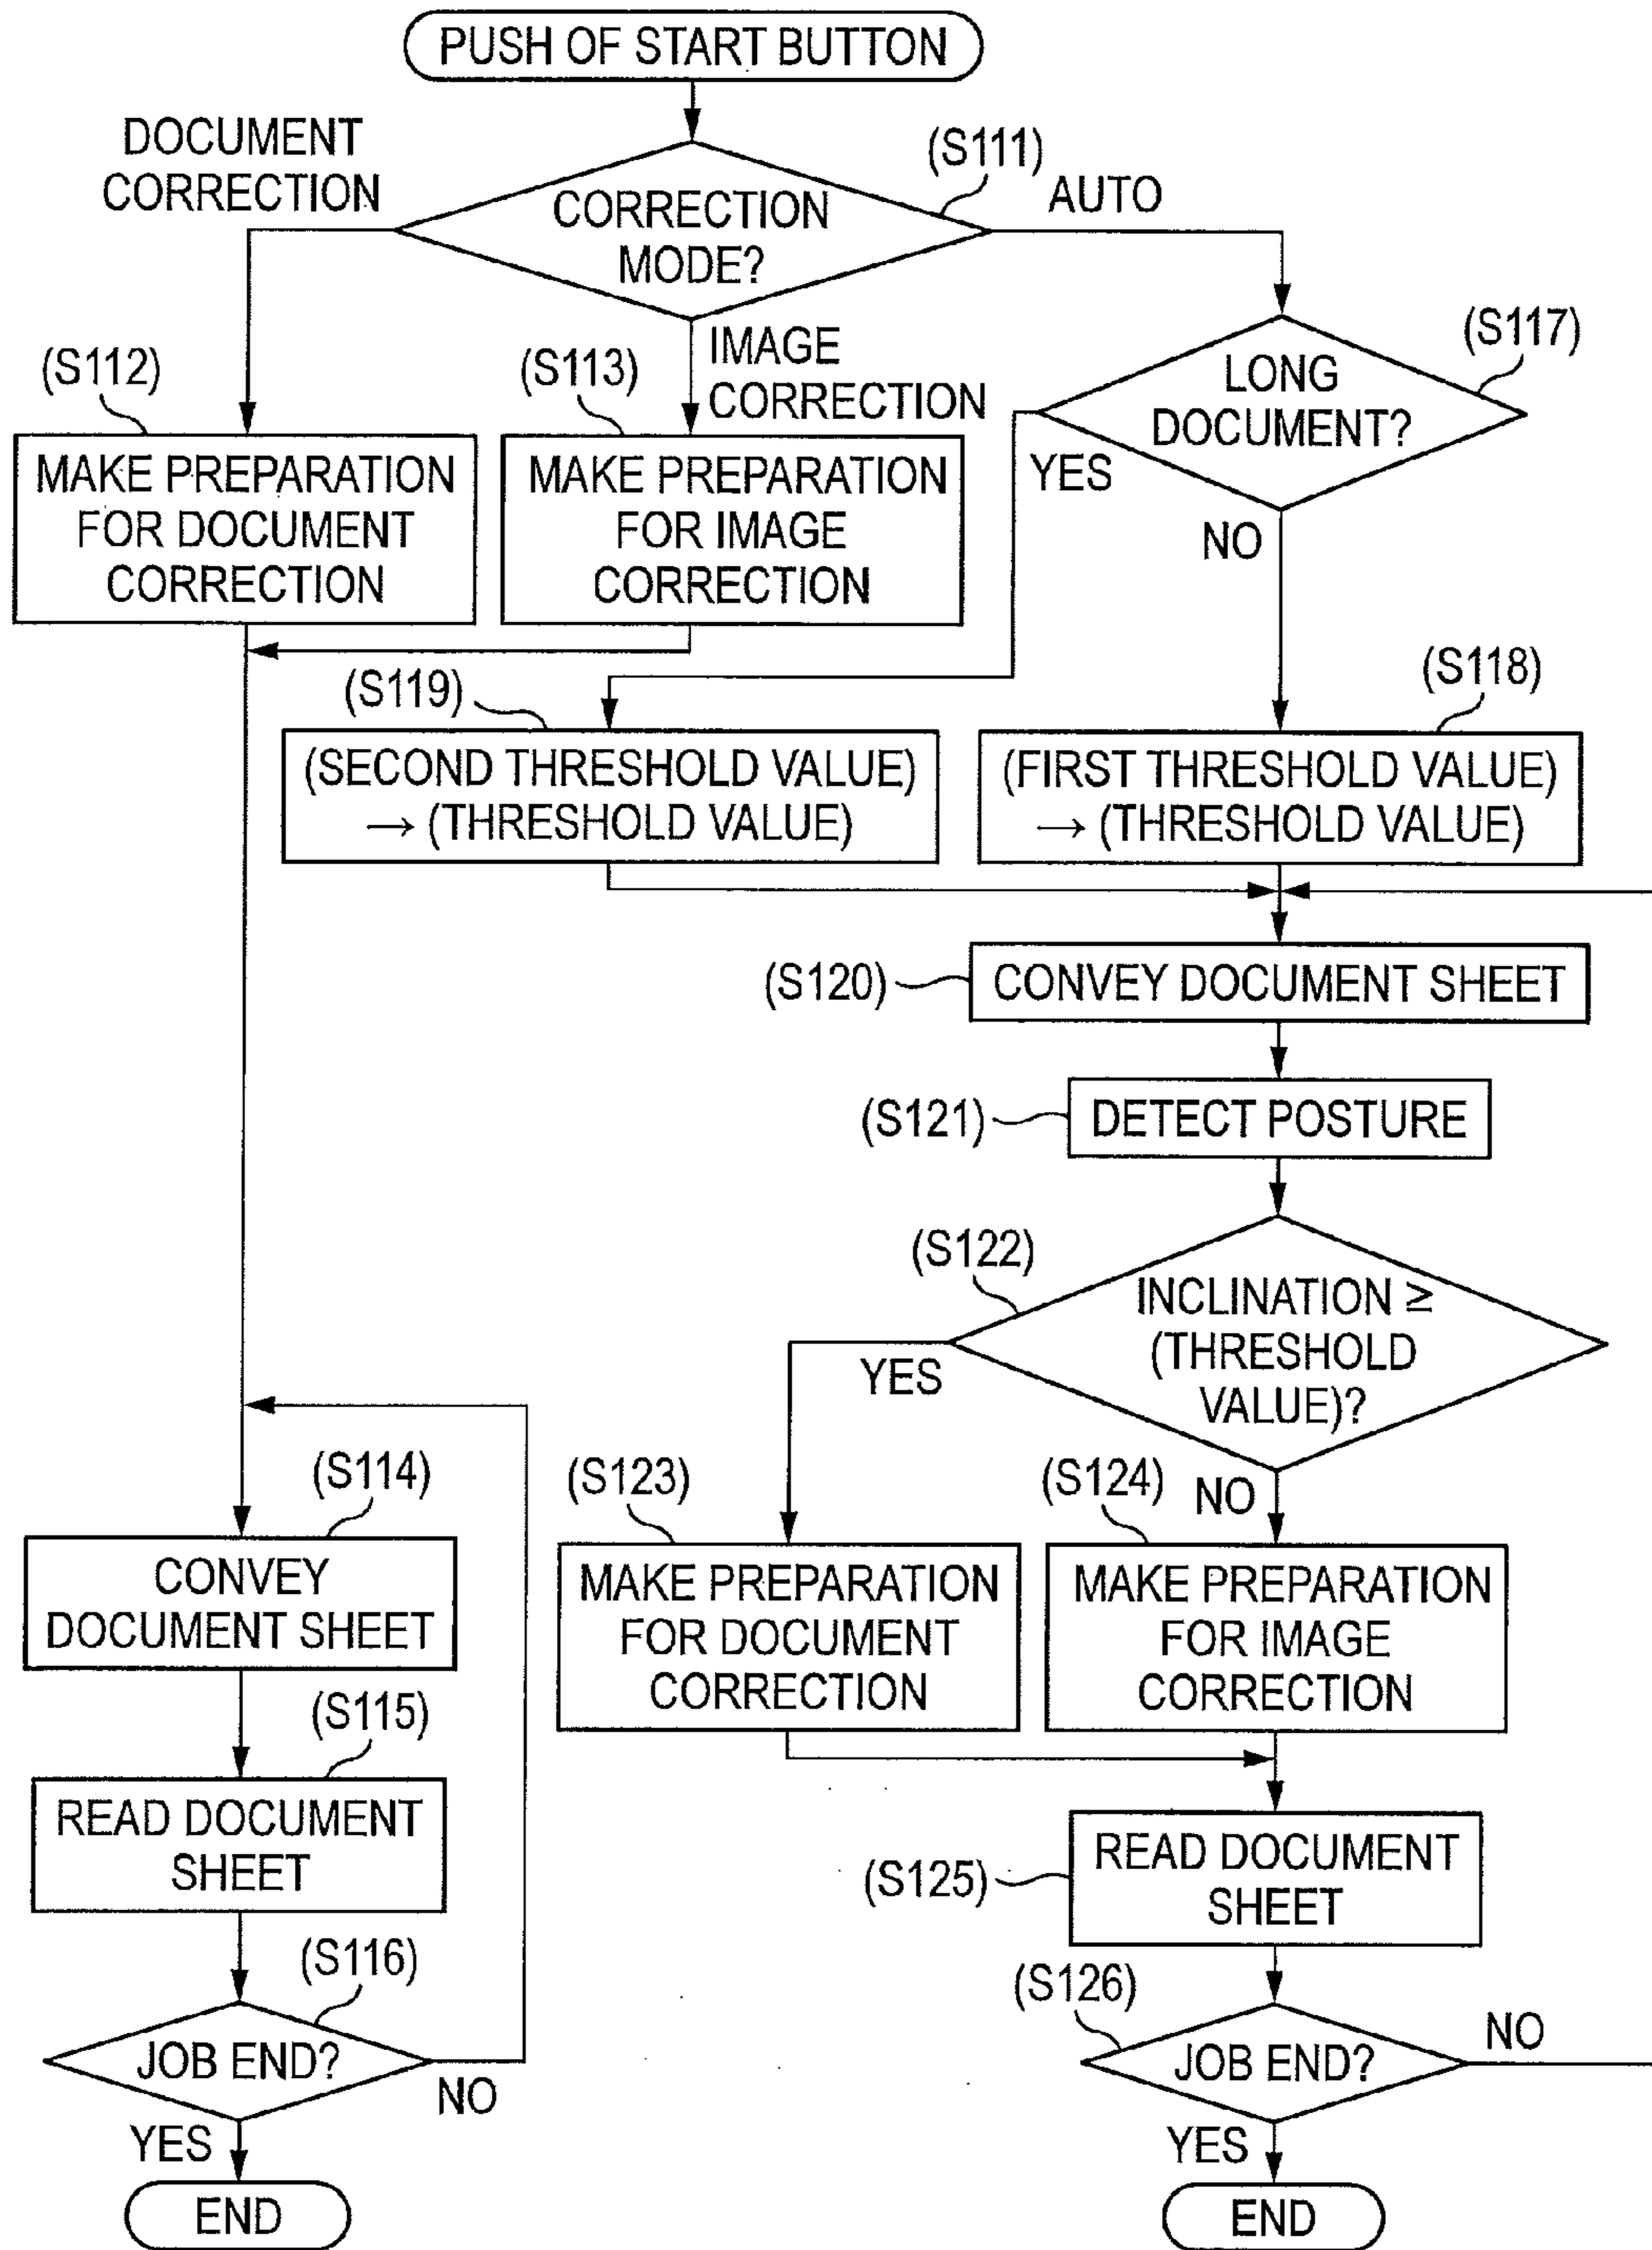 PUSH OF START BUTTON
DOCUMENT
CORRECTION
(S111)
AUTO
CORRECTION
MODE?
(S112)
(S113)
IMAGE
CORRECTION
(S117)
LONG
DOCUMENT?
YES
NO
MAKE PREPARATION
FOR DOCUMENT
CORRECTION
MAKE PREPARATION
FOR IMAGE
CORRECTION
(S119)
(S118)
(SECOND THRESHOLD VALUE)
→ (THRESHOLD VALUE)
(FIRST THRESHOLD VALUE)
→ (THRESHOLD VALUE)
(S120)
CONVEY DOCUMENT SHEET
(S121)
DETECT POSTURE
(S122)
INCLINATION ≥
(THRESHOLD
VALUE)?
YES
NO
(S114)
CONVEY
DOCUMENT SHEET
(S123)
(S124)
MAKE PREPARATION
FOR DOCUMENT
CORRECTION
MAKE PREPARATION
FOR IMAGE
CORRECTION
(S115)
READ DOCUMENT
SHEET
(S125)
READ DOCUMENT
SHEET
(S116)
JOB END?
NO
YES
END
(S126)
JOB END?
NO
YES
END